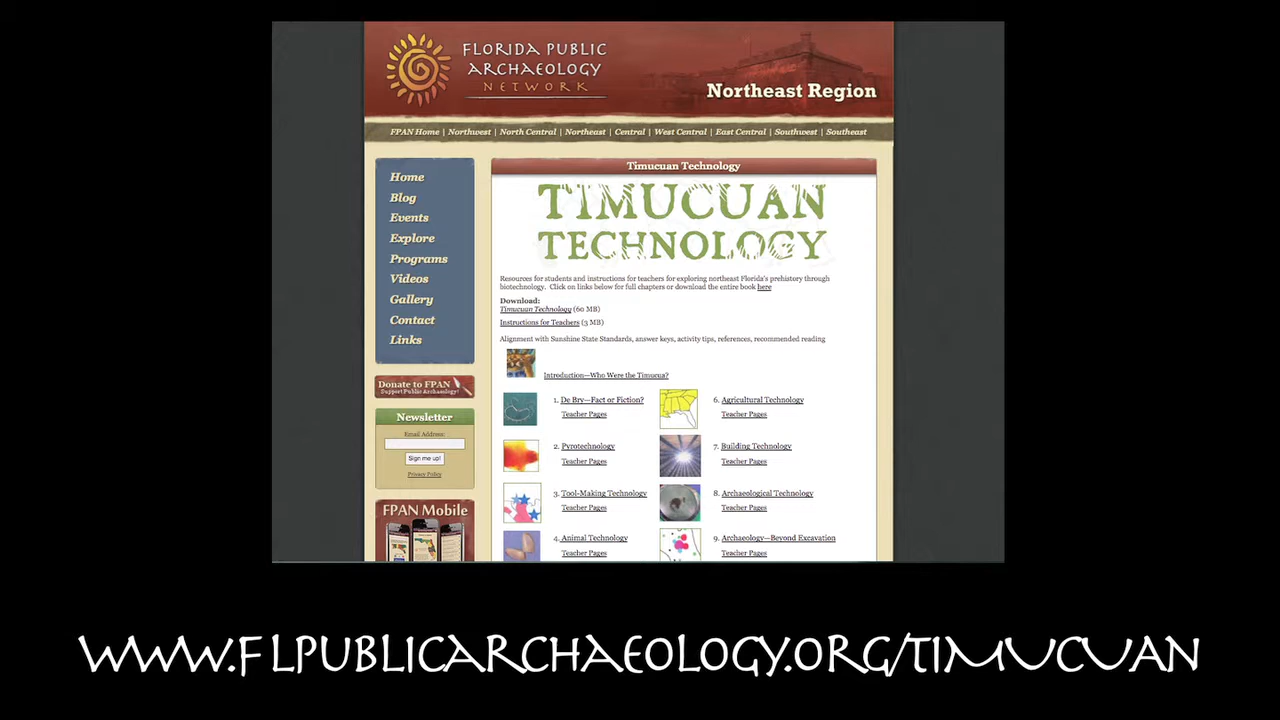 FLORIDA PUBLIC
ARCHAEOLOGY
NETWORK
Northeast Region
FPAN Home | Northwest | North Central | Northeast | Central | West Central | East Central | Southwest | Southeast
Home
Blog
Events
Explore
Programs
Videos
Gallery
Contact
Links
Donate to FPAN
Support Public Archaeology!
Newsletter
Email Address:
Sign me up!
Privacy Policy
FPAN Mobile
Timucuan Technology
TIMUCUAN
TECHNOLOGY
Resources for students and instructions for teachers for exploring northeast Florida's prehistory through
biotechnology. Click on links below for full chapters or download the entire book here
Download:
Timucuan Technology (60 MB)
Instructions for Teachers (3 MB)
Alignment with Sunshine State Standards, answer keys, activity tips, references, recommended reading
Introduction—Who Were the Timucua?
1. De Bry—Fact or Fiction?
Teacher Pages
6. Agricultural Technology
Teacher Pages
2. Pyrotechnology
Teacher Pages
7. Building Technology
Teacher Pages
3. Tool-Making Technology
Teacher Pages
8. Archaeological Technology
Teacher Pages
4. Animal Technology
Teacher Pages
9. Archaeology—Beyond Excavation
Teacher Pages
WWW.FLPUBLICARCHAEOLOGY.ORG/TIMUCUAN